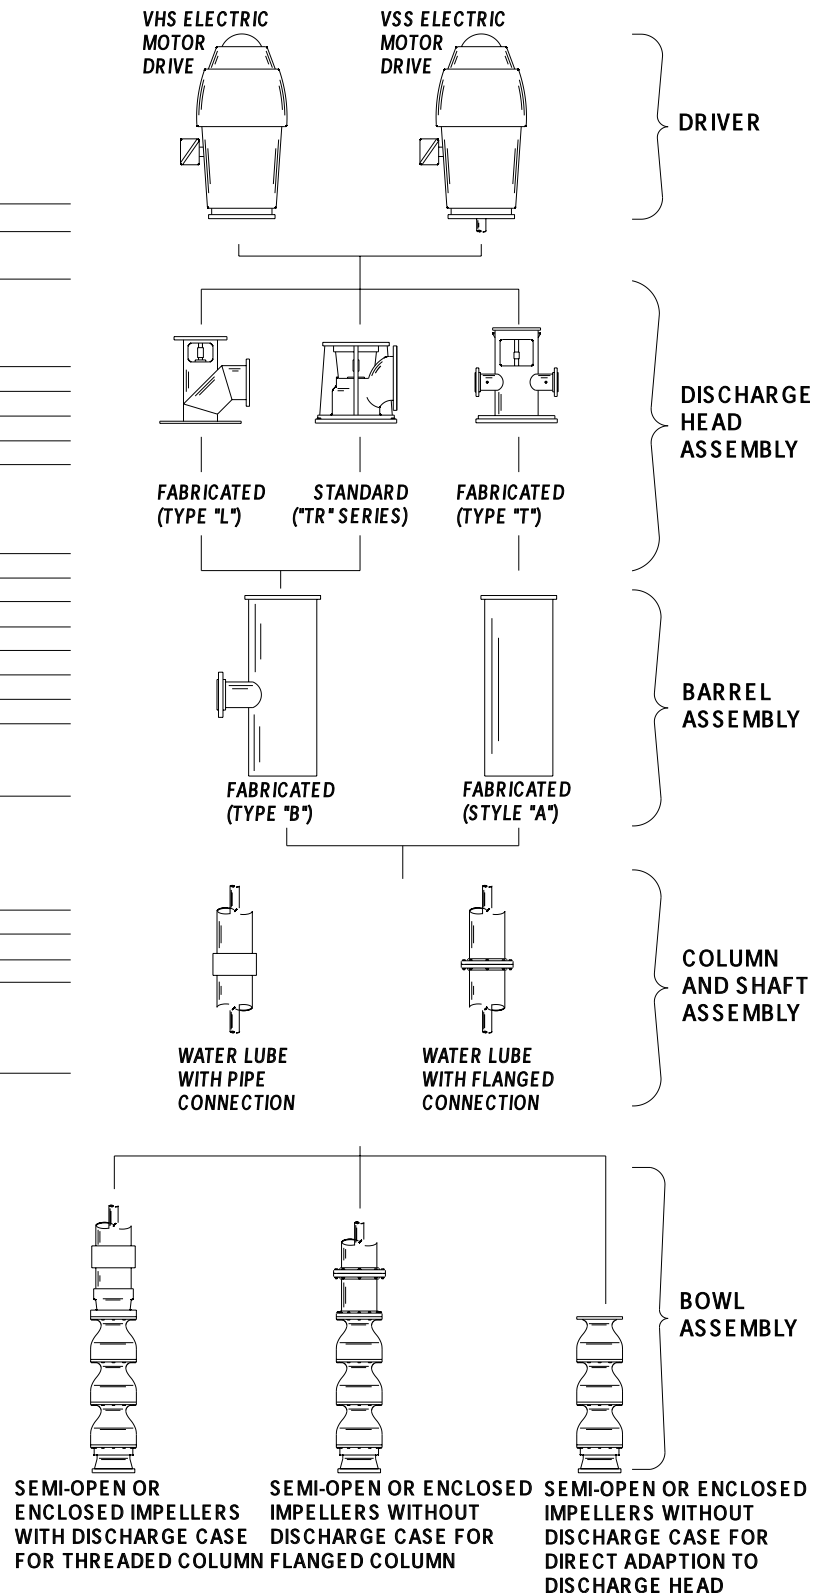 VHS ELECTRIC
MOTOR
DRIVE
VSS ELECTRIC
MOTOR
DRIVE
DRIVER
DISCHARGE
HEAD
ASSEMBLY
FABRICATED
(TYPE "L")
STANDARD
("TR" SERIES)
FABRICATED
(TYPE "T")
BARREL
ASSEMBLY
FABRICATED
(TYPE "B")
FABRICATED
(STYLE "A")
COLUMN
AND SHAFT
ASSEMBLY
WATER LUBE
WITH PIPE
CONNECTION
WATER LUBE
WITH FLANGED
CONNECTION
BOWL
ASSEMBLY
SEMI-OPEN OR
ENCLOSED IMPELLERS
WITH DISCHARGE CASE
FOR THREADED COLUMN
SEMI-OPEN OR ENCLOSED
IMPELLERS WITHOUT
DISCHARGE CASE FOR
FLANGED COLUMN
SEMI-OPEN OR ENCLOSED
IMPELLERS WITHOUT
DISCHARGE CASE FOR
DIRECT ADAPTION TO
DISCHARGE HEAD